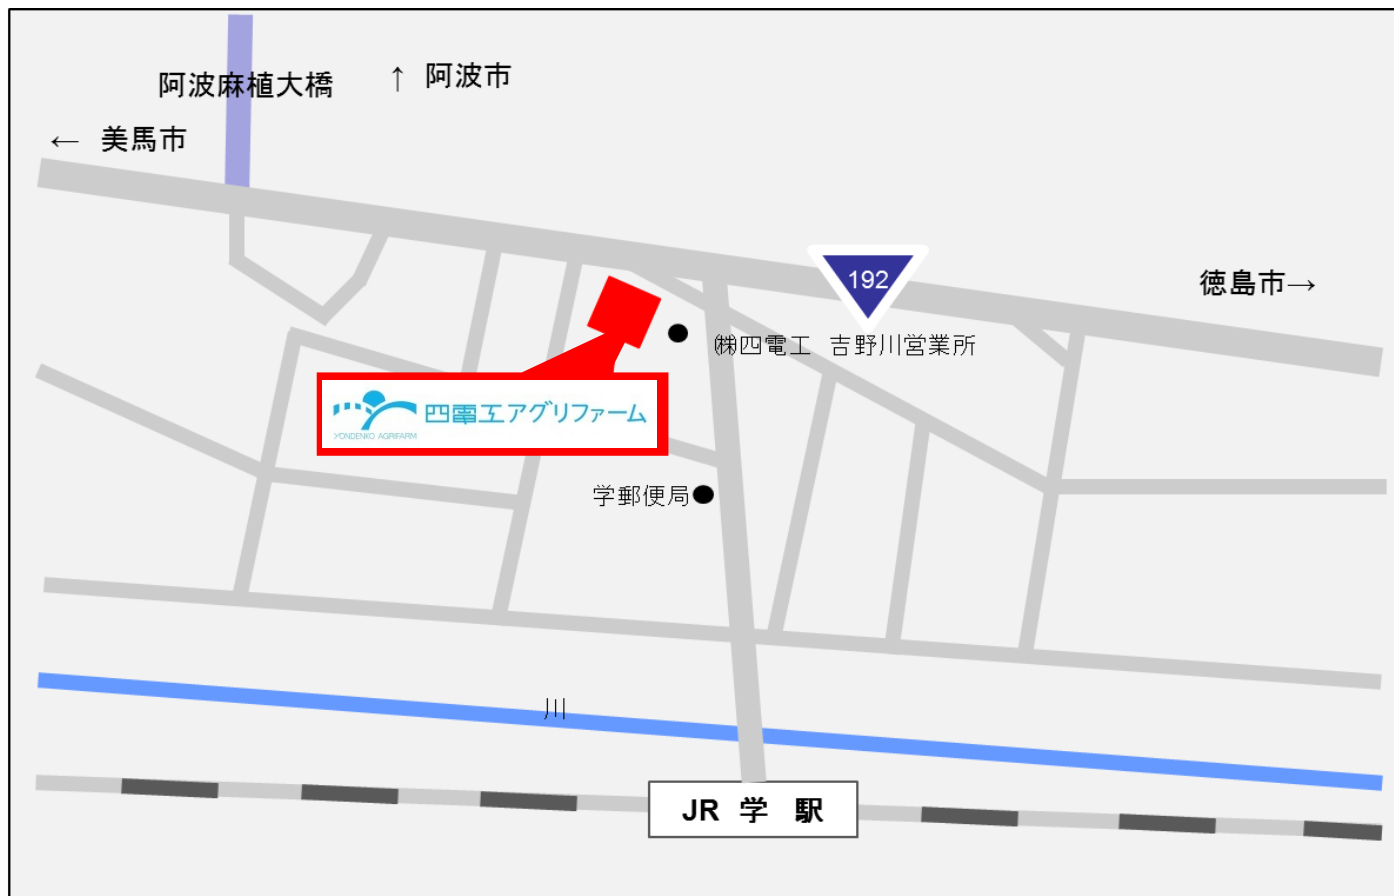 阿波麻植大橋
↑ 阿波市
← 美馬市
192
徳島市→
㈱四電工 吉野川営業所
四電工アグリファーム
YONDENKO AGRIFARM
学郵便局
川
JR 学 駅